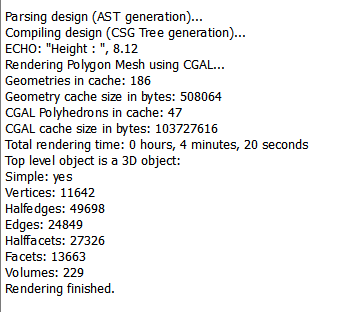 Parsing design (AST generation)...
Compiling design (CSG Tree generation)...
ECHO: "Height : ", 8.12
Rendering Polygon Mesh using CGAL...
Geometries in cache: 186
Geometry cache size in bytes: 508064
CGAL Polyhedrons in cache: 47
CGAL cache size in bytes: 103727616
Total rendering time: 0 hours, 4 minutes, 20 seconds
Top level object is a 3D object:
Simple: yes
Vertices: 11642
Halfedges: 49698
Edges: 24849
Halffacets: 27326
Facets: 13663
Volumes: 229
Rendering finished.